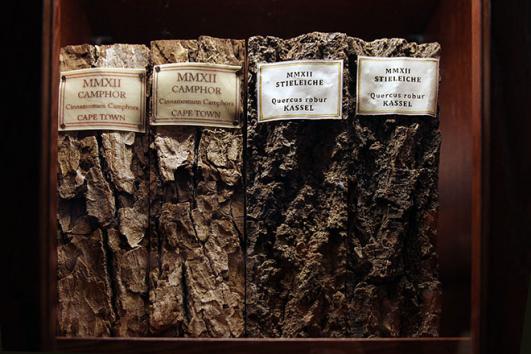 MMXII
CAMPHOR
Cinnamomum Camphora
CAPE TOWN
MMXII
CAMPHOR
Cinnamomum Camphora
CAPE TOWN
MMXII
STIELEICHE
Quercus robur
KASSEL
MMXII
STIELEICHE
Quercus robur
KASSEL